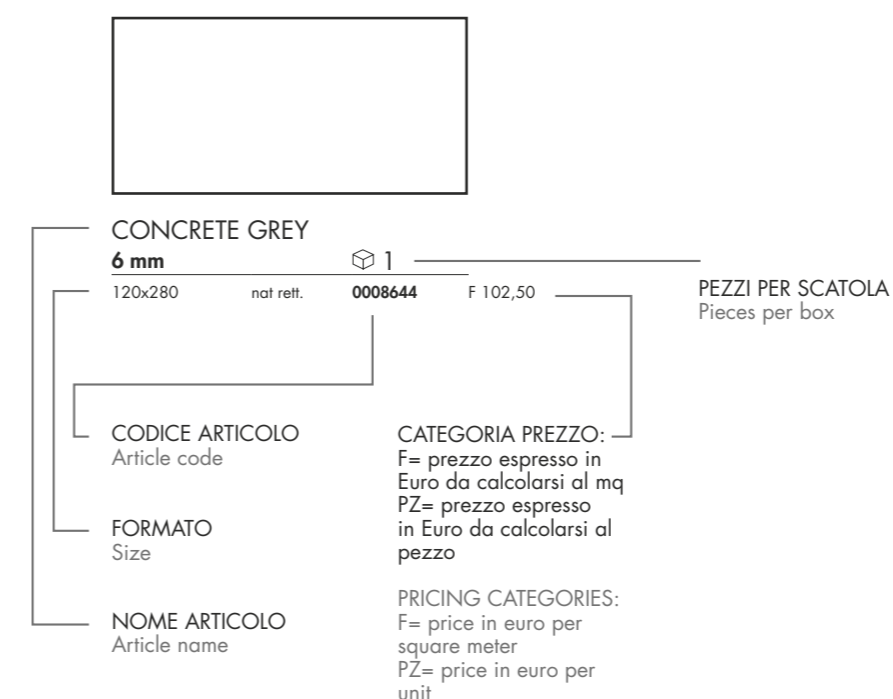 CONCRETE GREY
6 mm 1
120x280 nat rett. 0008644 F 102,50
PEZZI PER SCATOLA
Pieces per box
CODICE ARTICOLO
Article code
FORMATO
Size
NOME ARTICOLO
Article name
CATEGORIA PREZZO:
F= prezzo espresso in
Euro da calcolarsi al mq
PZ= prezzo espresso
in Euro da calcolarsi al
pezzo
PRICING CATEGORIES:
F= price in euro per
square meter
PZ= price in euro per
unit